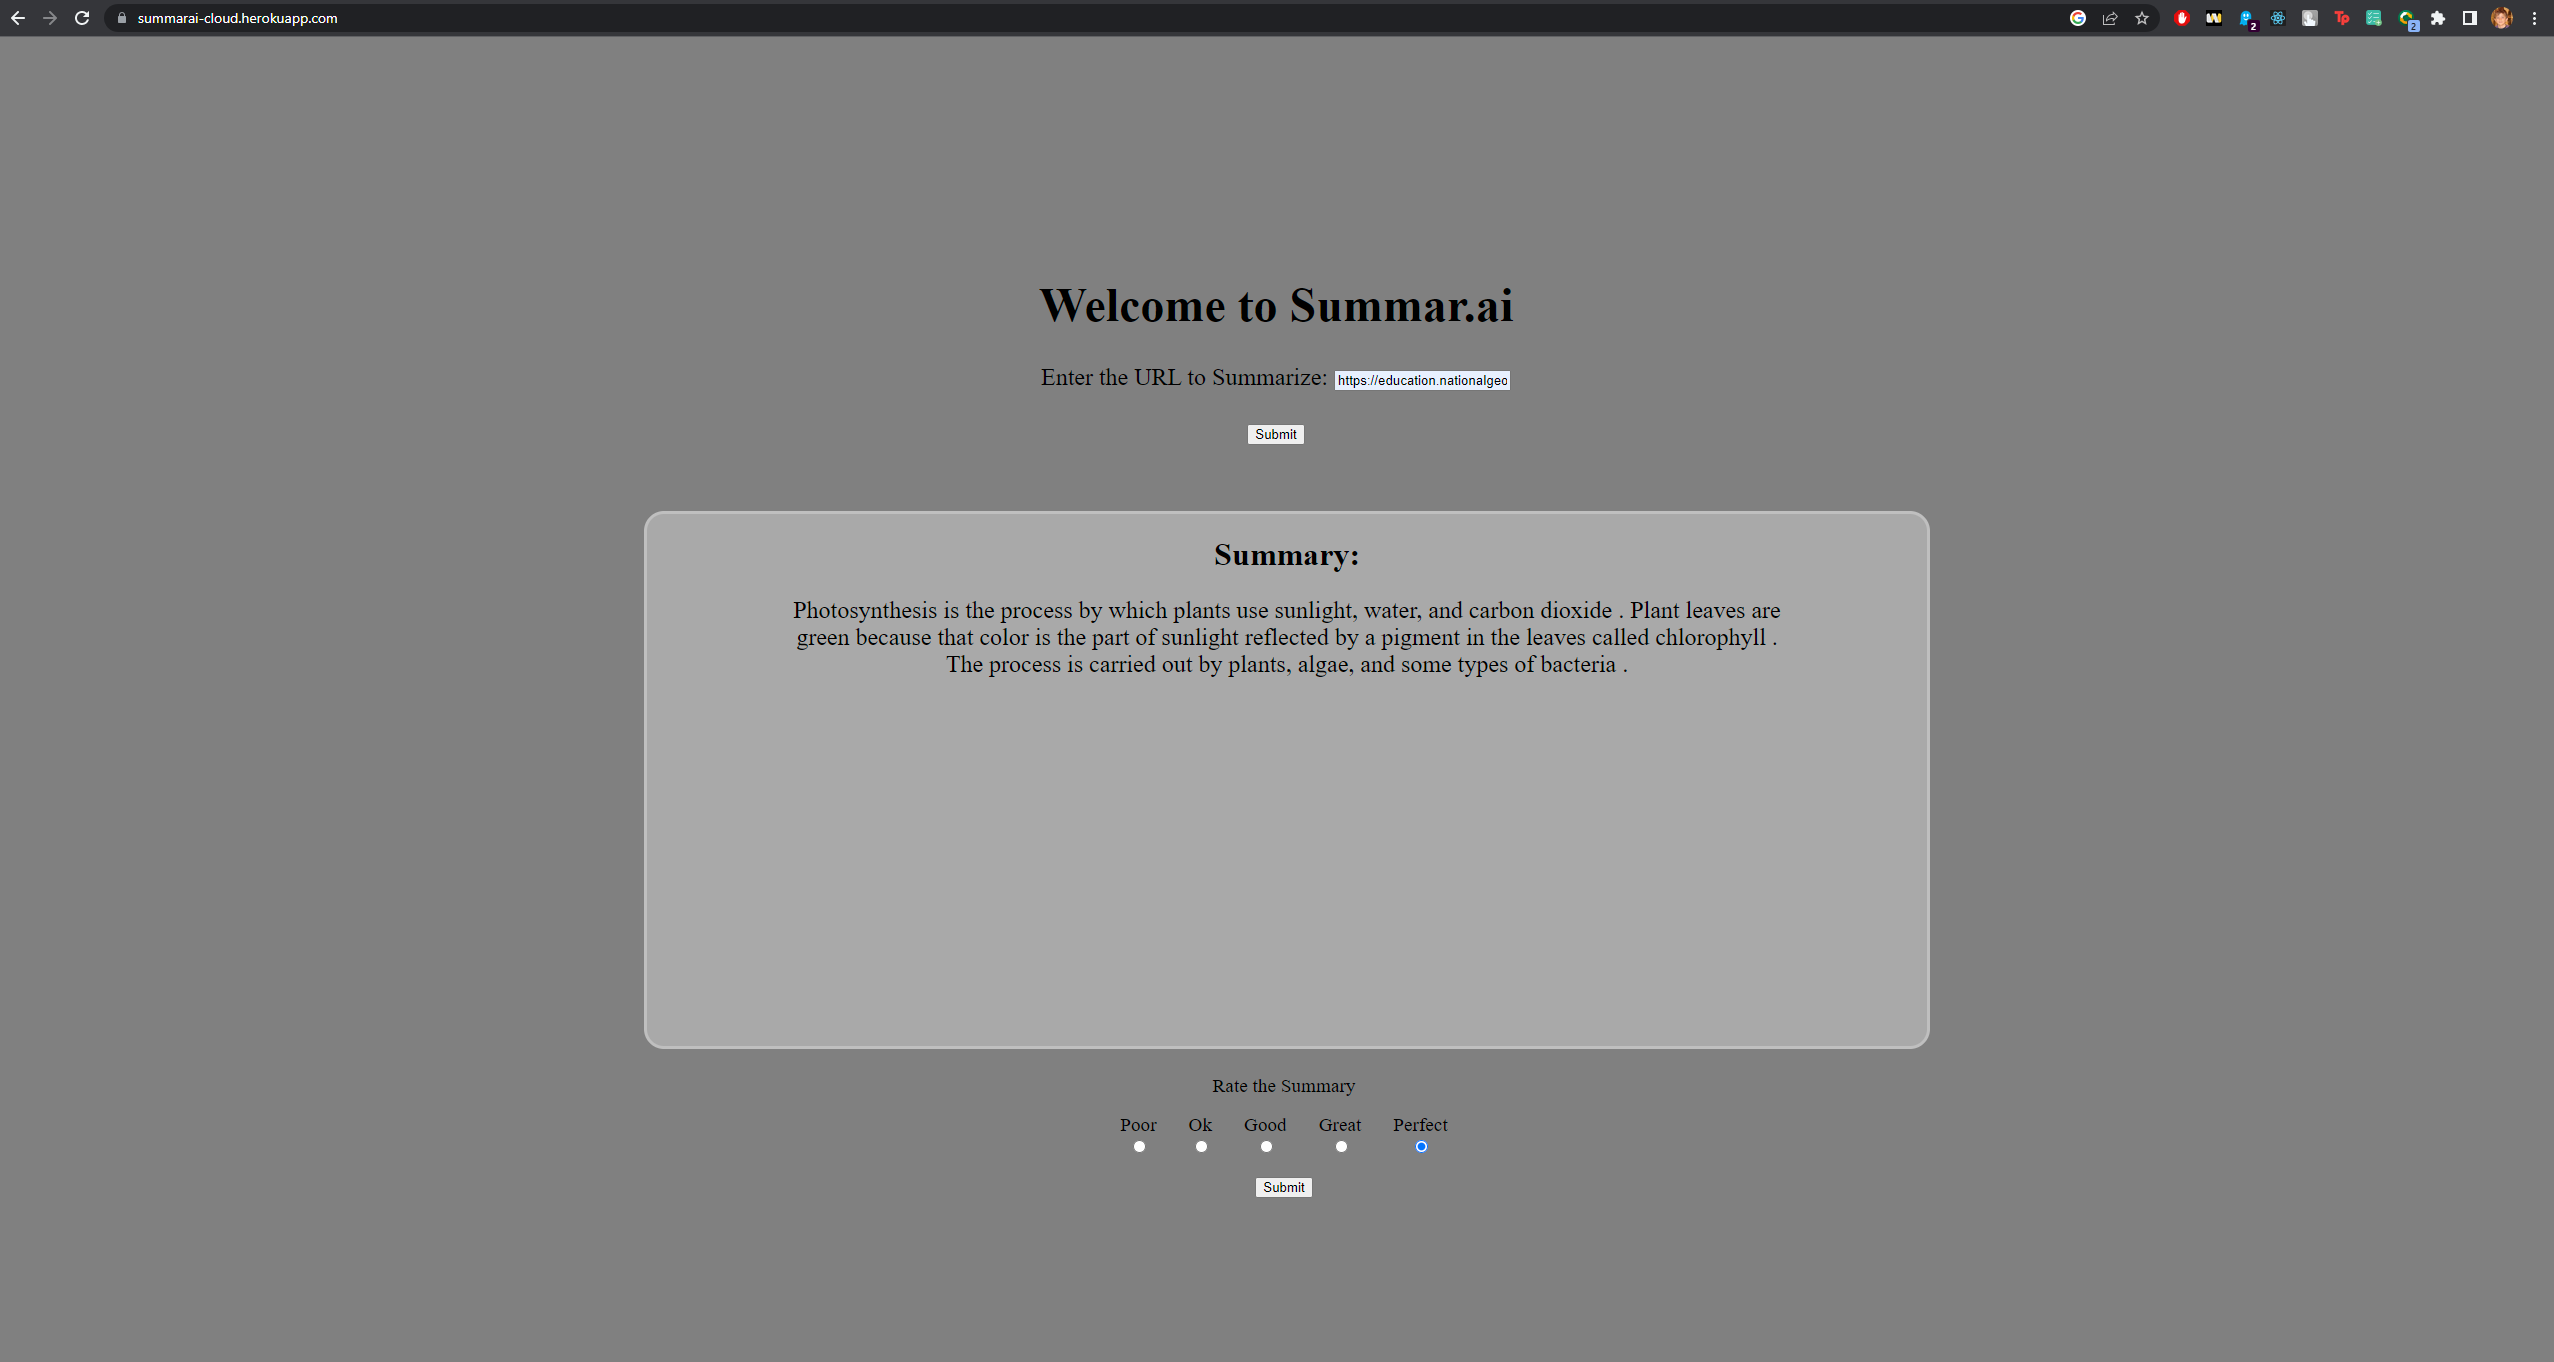 summarai-cloud.herokuapp.com
Tp
2
2
Welcome to Summar.ai
Enter the URL to Summarize: https://education.nationalgeo
Submit
Summary:
Photosynthesis is the process by which plants use sunlight, water, and carbon dioxide . Plant leaves are
green because that color is the part of sunlight reflected by a pigment in the leaves called chlorophyll .
The process is carried out by plants, algae, and some types of bacteria .
Rate the Summary
Poor Ok Good Great Perfect
Submit